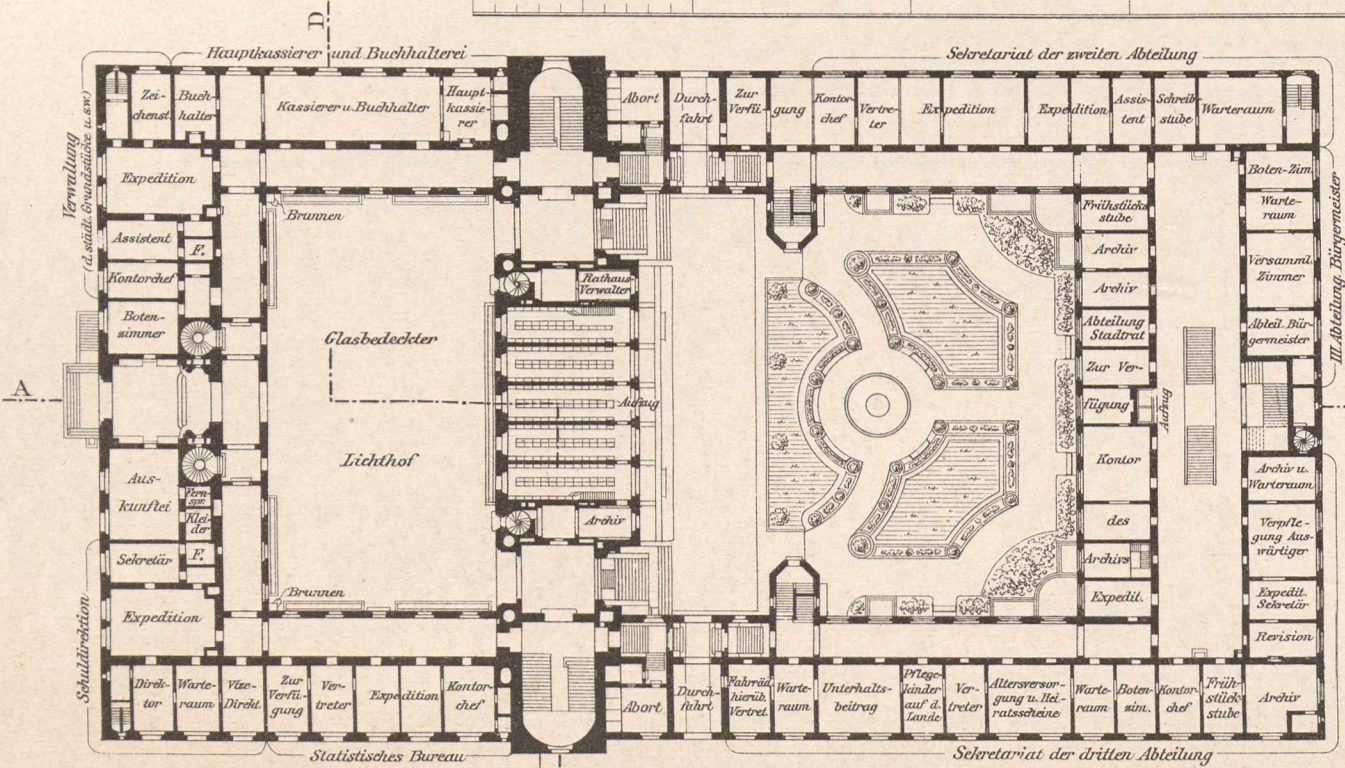 D
Hauptkassierer und Buchhalterei
Sekretariat der zweiten Abteilung
Verwaltung
(d. städt. Grundstücke u.s.w.)
Zei-
chenst.
Buch-
halter
Kassierer u. Buchhalter
Haupt-
kassie-
rer
Abort
Durch-
fahrt
Zur
Verfü-
gung
Kontor-
chef
Vertre-
ter
Expedition
Expedition
Assis-
tent
Schreib-
stube
Warteraum
Expedition
Brunnen
Assistent
F.
Kontorchef
Boten-
zimmer
Rathaus-
Verwalter
Frühstücks
stube
Archiv
Archiv
Abteilung
Stadtrat
Zur Ver-
fügung
Aufzug
Boten-Zim.
Warte-
raum
Versamml.
Zimmer
Abteil. Bür-
germeister
III. Abteilung. Bürgermeister
A
Glasbedeckter
Lichthof
Aufzug
Aus-
kunftei
Fern-
spr.
Klei-
der
Sekretär
F.
Expedition
Brunnen
Archiv
Kontor
des
Archivs
Expedit.
Archiv u.
Warteraum
Verpfle-
gung Aus-
wärtiger
Expedit.
Sekretär
Revision
Schuldirektion
Direk-
tor
Warte-
raum
Vize-
Direkt.
Zur
Verfü-
gung
Ver-
treter
Expedition
Kontor-
chef
Abort
Durch-
fahrt
Fahrräd.
hierüb.
Vertret.
Warte-
raum
Unterhalts-
beitrag
Pflege-
kinder
auf d.
Lande
Ver-
treter
Altersversor-
gung u. Hei-
ratsscheine
Warte-
raum
Boten-
zim.
Kontor-
chef
Früh-
stücks-
stube
Archiv
Statistisches Bureau
Sekretariat der dritten Abteilung